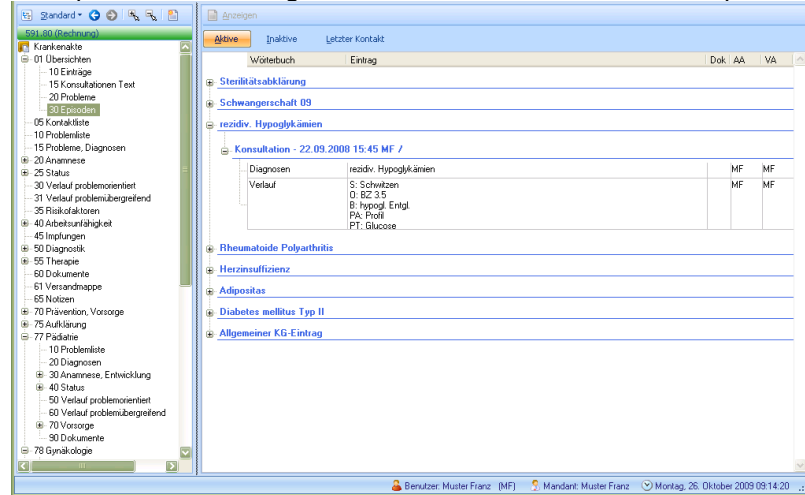 Standard
591.80 (Rechnung)
Krankenakte
01 Übersichten
10 Einträge
15 Konsultationen Text
20 Probleme
30 Episoden
05 Kontaktliste
10 Problemliste
15 Probleme, Diagnosen
20 Anamnese
25 Status
30 Verlauf problemorientiert
31 Verlauf problemübergreifend
35 Risikofaktoren
40 Arbeitsunfähigkeit
45 Impfungen
50 Diagnostik
55 Therapie
60 Dokumente
61 Versandmappe
65 Notizen
70 Prävention, Vorsorge
75 Aufklärung
77 Pädiatrie
10 Problemliste
20 Diagnosen
30 Anamnese, Entwicklung
40 Status
50 Verlauf problemorientiert
60 Verlauf problemübergreifend
70 Vorsorge
90 Dokumente
78 Gynäkologie
Anzeigen
Aktive Inaktive Letzter Kontakt
Wörterbuch Eintrag Dok AA VA
Sterilitätsabklärung
Schwangerschaft 09
rezidiv. Hypoglykämien
Konsultation - 22.09.2008 15:45 MF /
Diagnosen rezidiv. Hypoglykämien MF MF
Verlauf S: Schwitzen MF MF
O: BZ 3.5
B: hypogl. Entgl.
PA: Profil
PT: Glucose
Rheumatoide Polyarthritis
Herzinsuffizienz
Adipositas
Diabetes mellitus Typ II
Allgemeiner KG-Eintrag
Benutzer: Muster Franz (MF) Mandant: Muster Franz Montag, 26. Oktober 2009 09:14:20